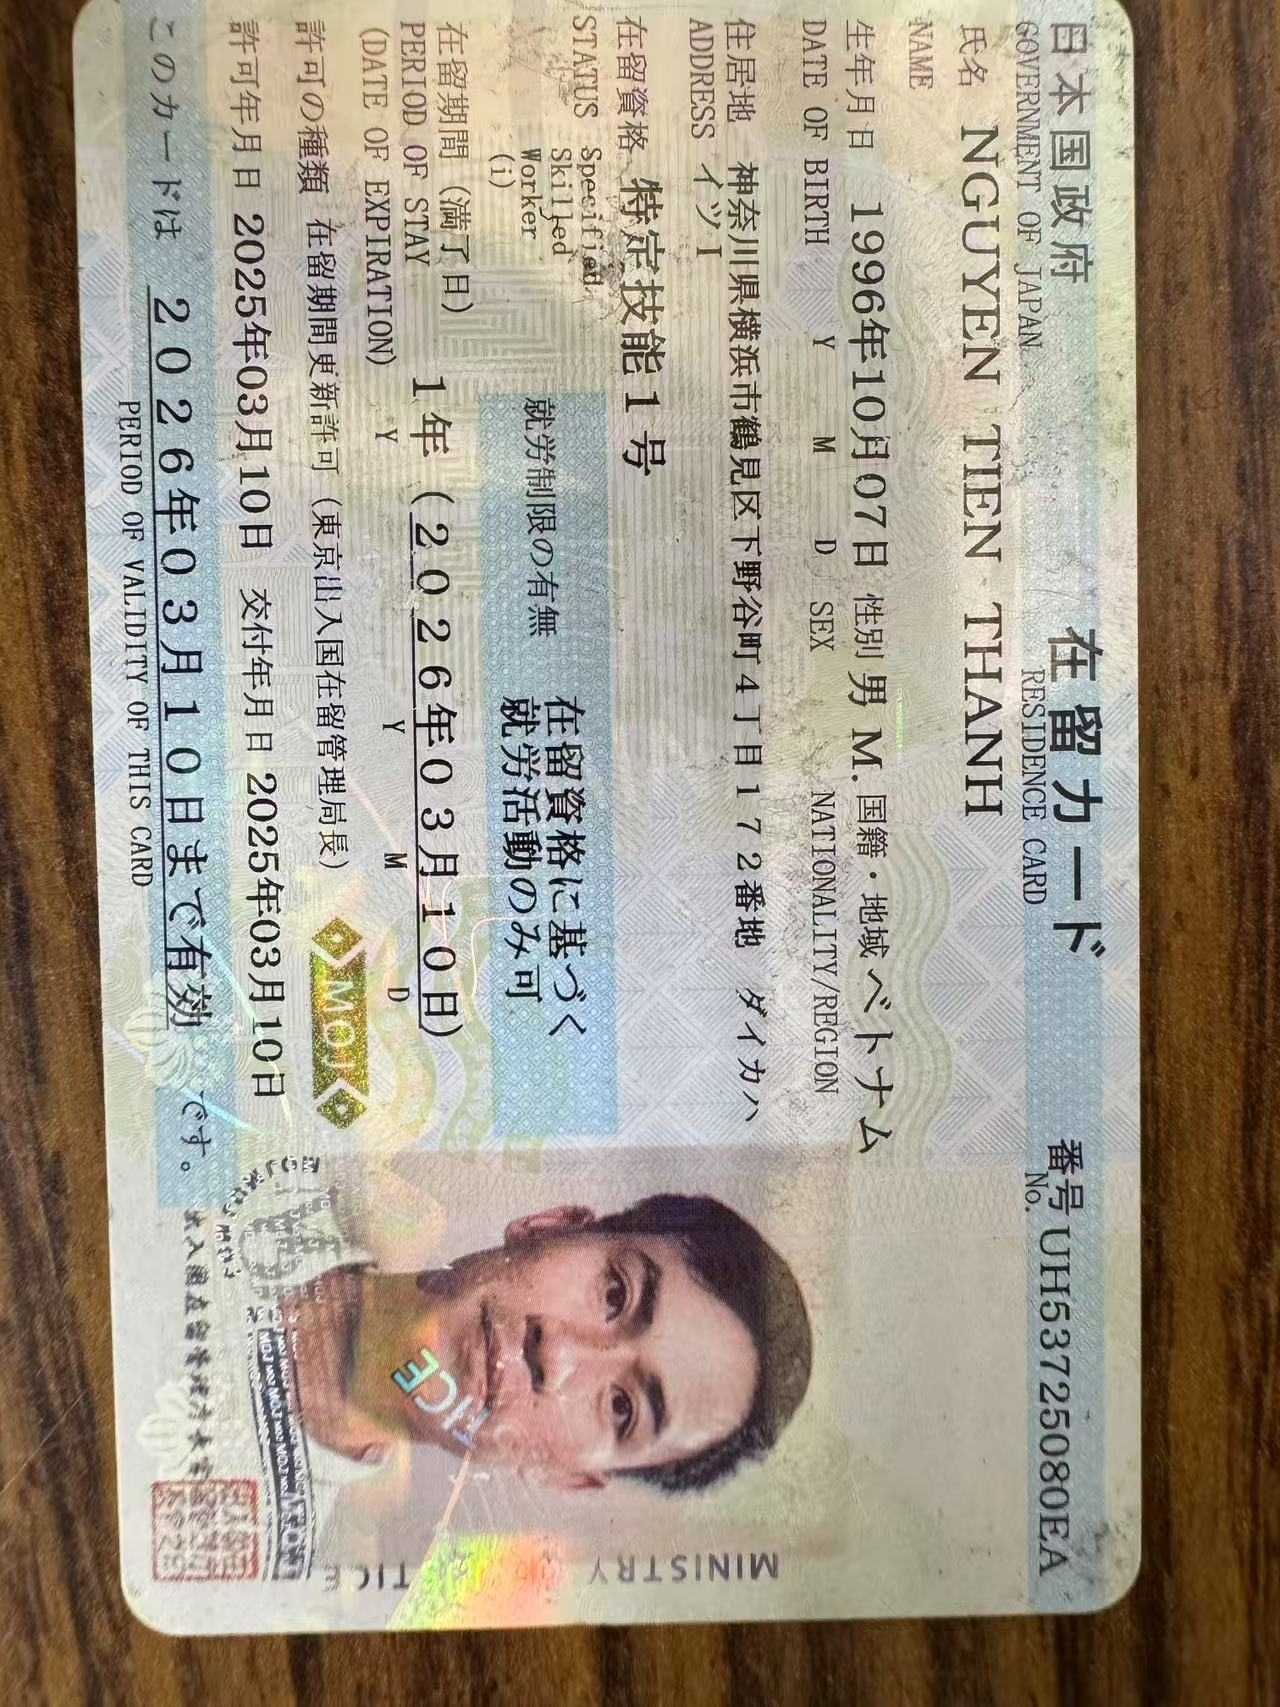 日本国政府 在留カード 番号 UH53725080EA
GOVERNMENT OF JAPAN RESIDENCE CARD No.
氏名 NGUYEN TIEN THANH
NAME
生年月日 1996年10月07日 性別 男 M. 国籍・地域 ベトナム
DATE OF BIRTH Y M D SEX NATIONALITY/REGION
住居地 神奈川県横浜市鶴見区下野谷町4丁目172番地 ダイカハ
ADDRESS イツI
在留資格 特定技能1号
STATUS Specified
Skilled
Worker
(i)
就労制限の有無 在留資格に基づく
就労活動のみ可
在留期間(満了日) 1年(2026年03月10日)
PERIOD OF STAY
(DATE OF EXPIRATION) Y Y M D
許可の種類 在留期間更新許可(東京出入国在留管理局長)
許可年月日 2025年03月10日 交付年月日 2025年03月10日
このカードは 2026年03月10日まで有効 です。
PERIOD OF VALIDITY OF THIS CARD
MOJ
MINISTRY